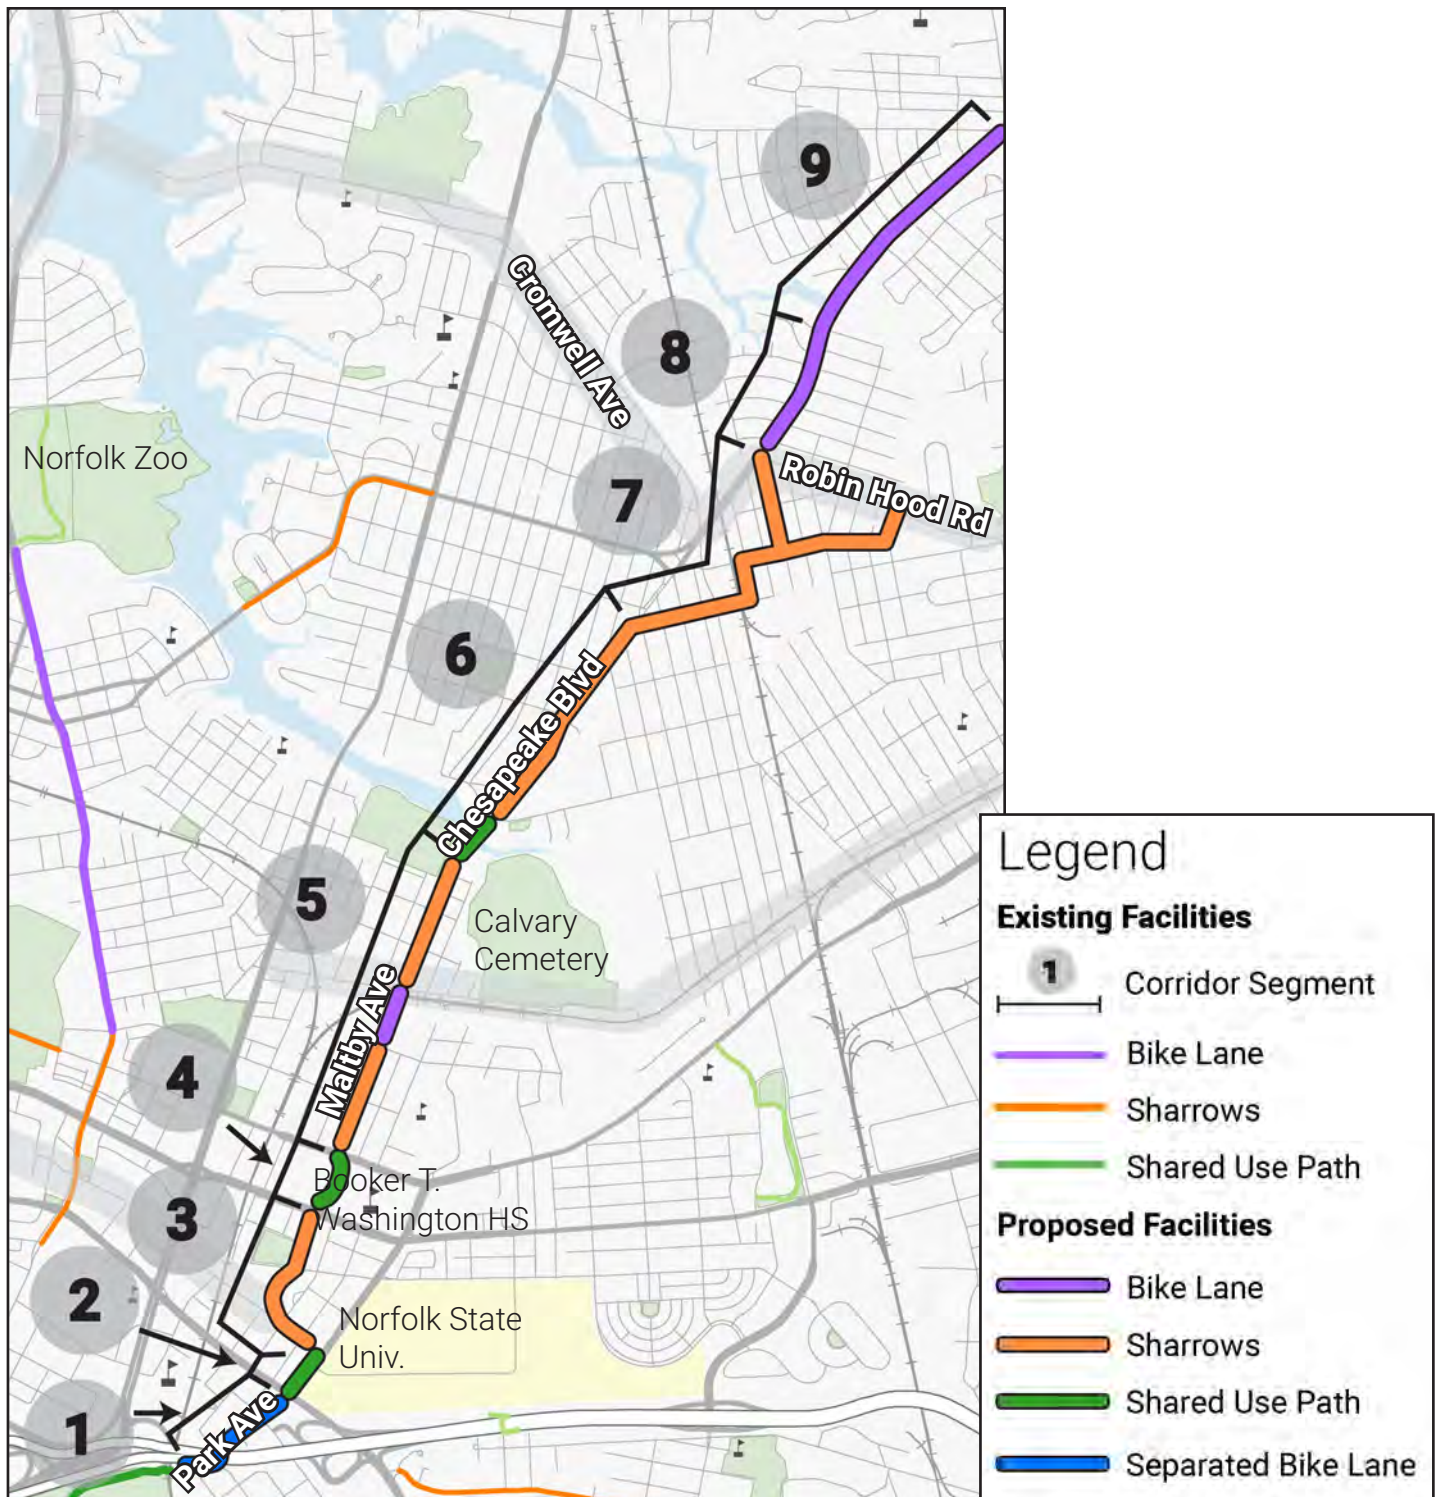 9
Cromwell Ave
8
Norfolk Zoo
Robin Hood Rd
7
6
Chesapeake Blvd
5
Calvary
Cemetery
Maltby Ave
4
Booker T.
Washington HS
3
2
Norfolk State
Univ.
1
Park Ave
Legend
Existing Facilities
1
Corridor Segment
Bike Lane
Sharrows
Shared Use Path
Proposed Facilities
Bike Lane
Sharrows
Shared Use Path
Separated Bike Lane